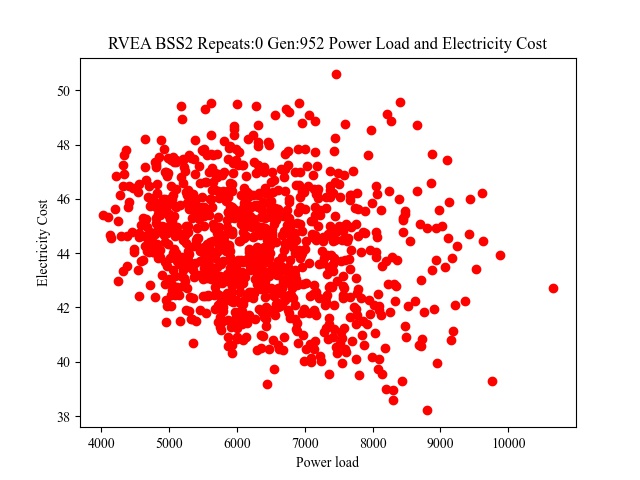 RVEA BSS2 Repeats:0 Gen:952 Power Load and Electricity Cost
50
48
46
44
42
40
38
Electricity Cost
4000 5000 6000 7000 8000 9000 10000
Power load